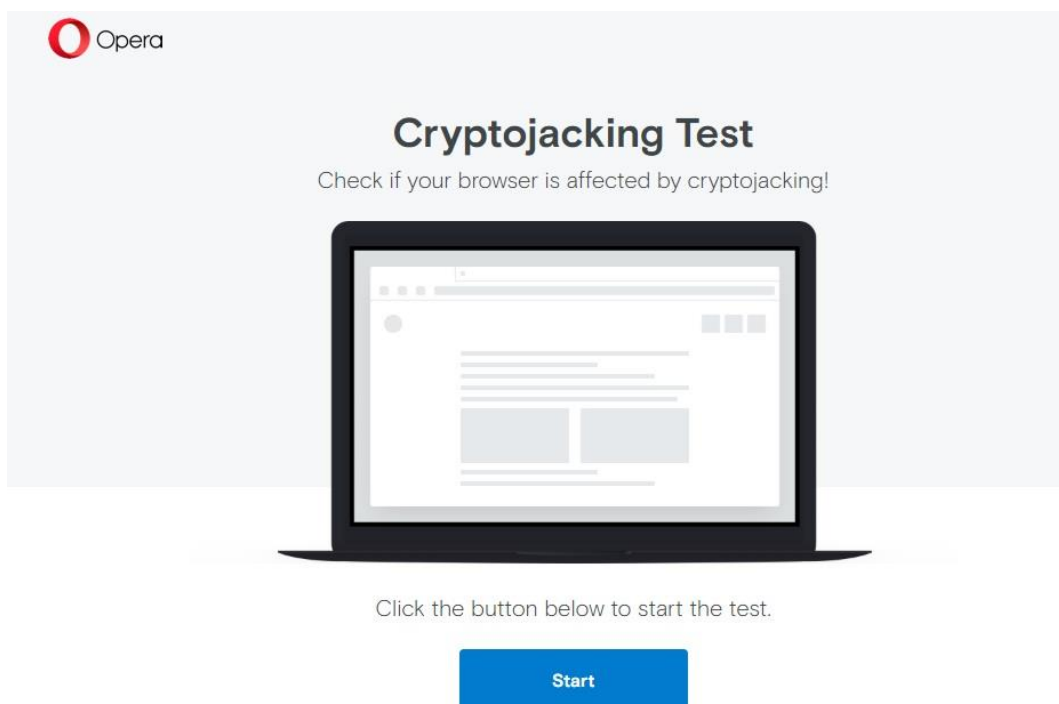 Opera
Cryptojacking Test
Check if your browser is affected by cryptojacking!
Click the button below to start the test.
Start